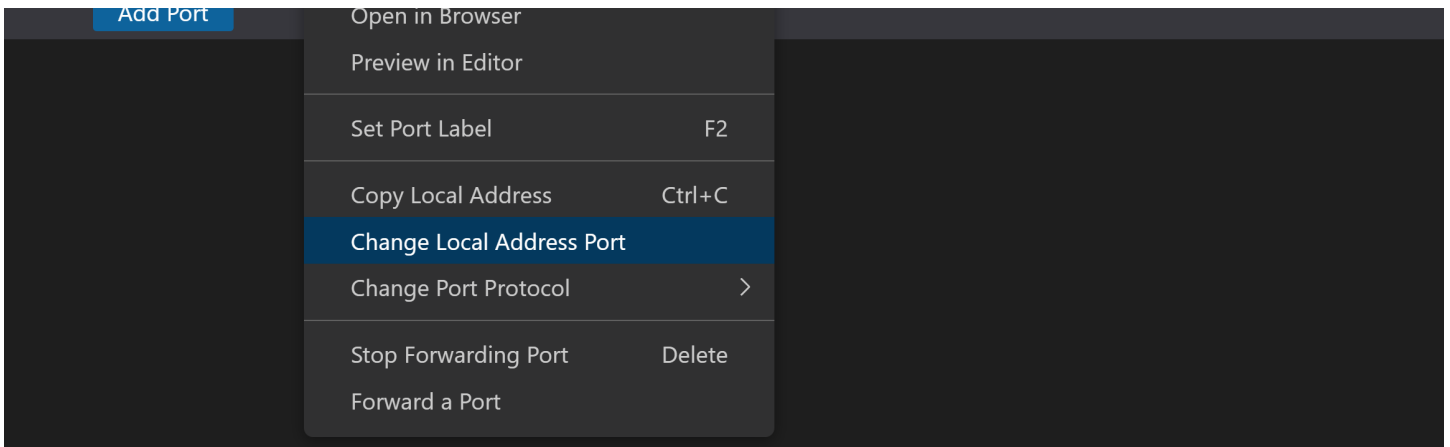 Add Port
Open in Browser
Preview in Editor
Set Port Label F2
Copy Local Address Ctrl+C
Change Local Address Port
Change Port Protocol
Stop Forwarding Port Delete
Forward a Port